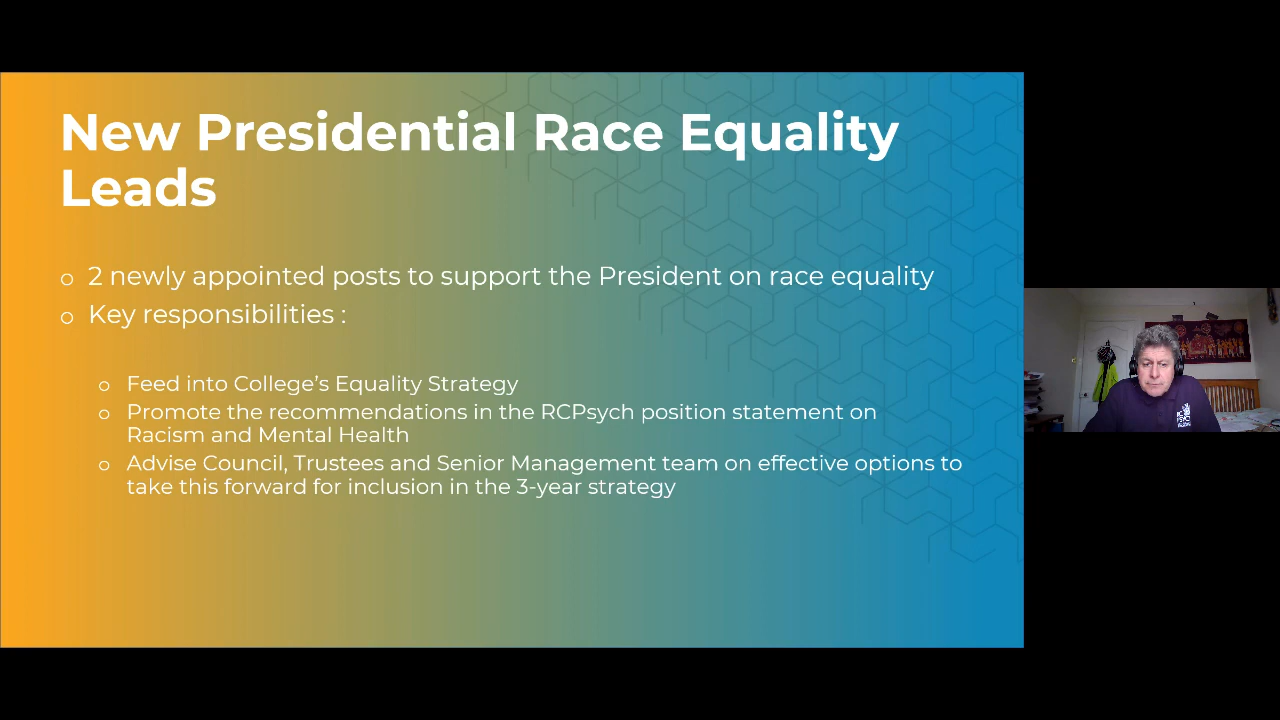 New Presidential Race Equality
Leads
o 2 newly appointed posts to support the President on race equality
o Key responsibilities :
o Feed into College’s Equality Strategy
o Promote the recommendations in the RCPsych position statement on
Racism and Mental Health
o Advise Council, Trustees and Senior Management team on effective options to
take this forward for inclusion in the 3-year strategy